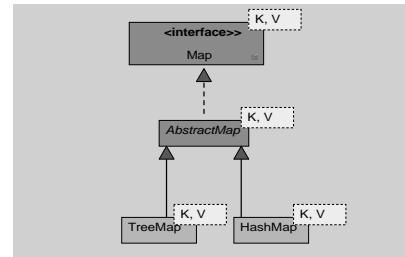 K, V
<interface>>
Map
K, V
AbstractMap
K, V
K, V
TreeMap
HashMap